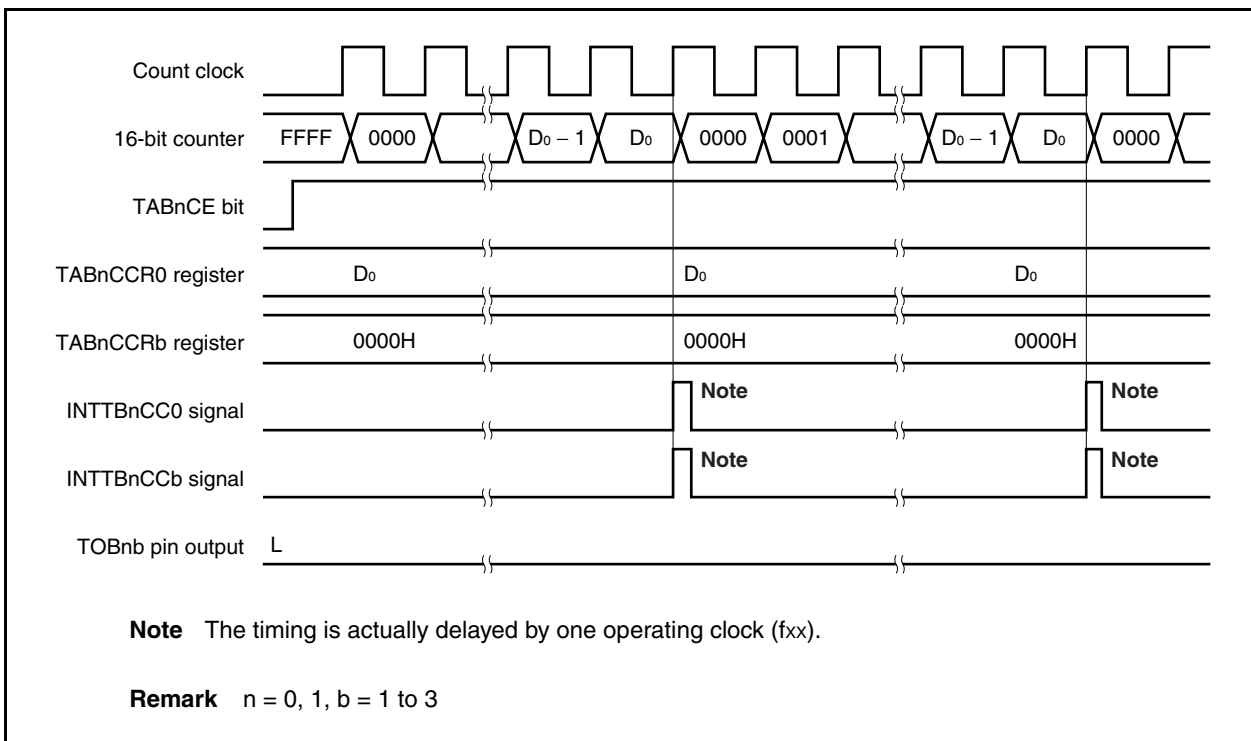 Count clock
16-bit counter FFFF 0000 D0 − 1 D0 0000 0001 D0 − 1 D0 0000
TABnCE bit
TABnCCR0 register D0 D0 D0
TABnCCRb register 0000H 0000H 0000H
INTTBnCC0 signal Note Note
INTTBnCCb signal Note Note
TOBnb pin output L
Note The timing is actually delayed by one operating clock (fxx).
Remark n = 0, 1, b = 1 to 3